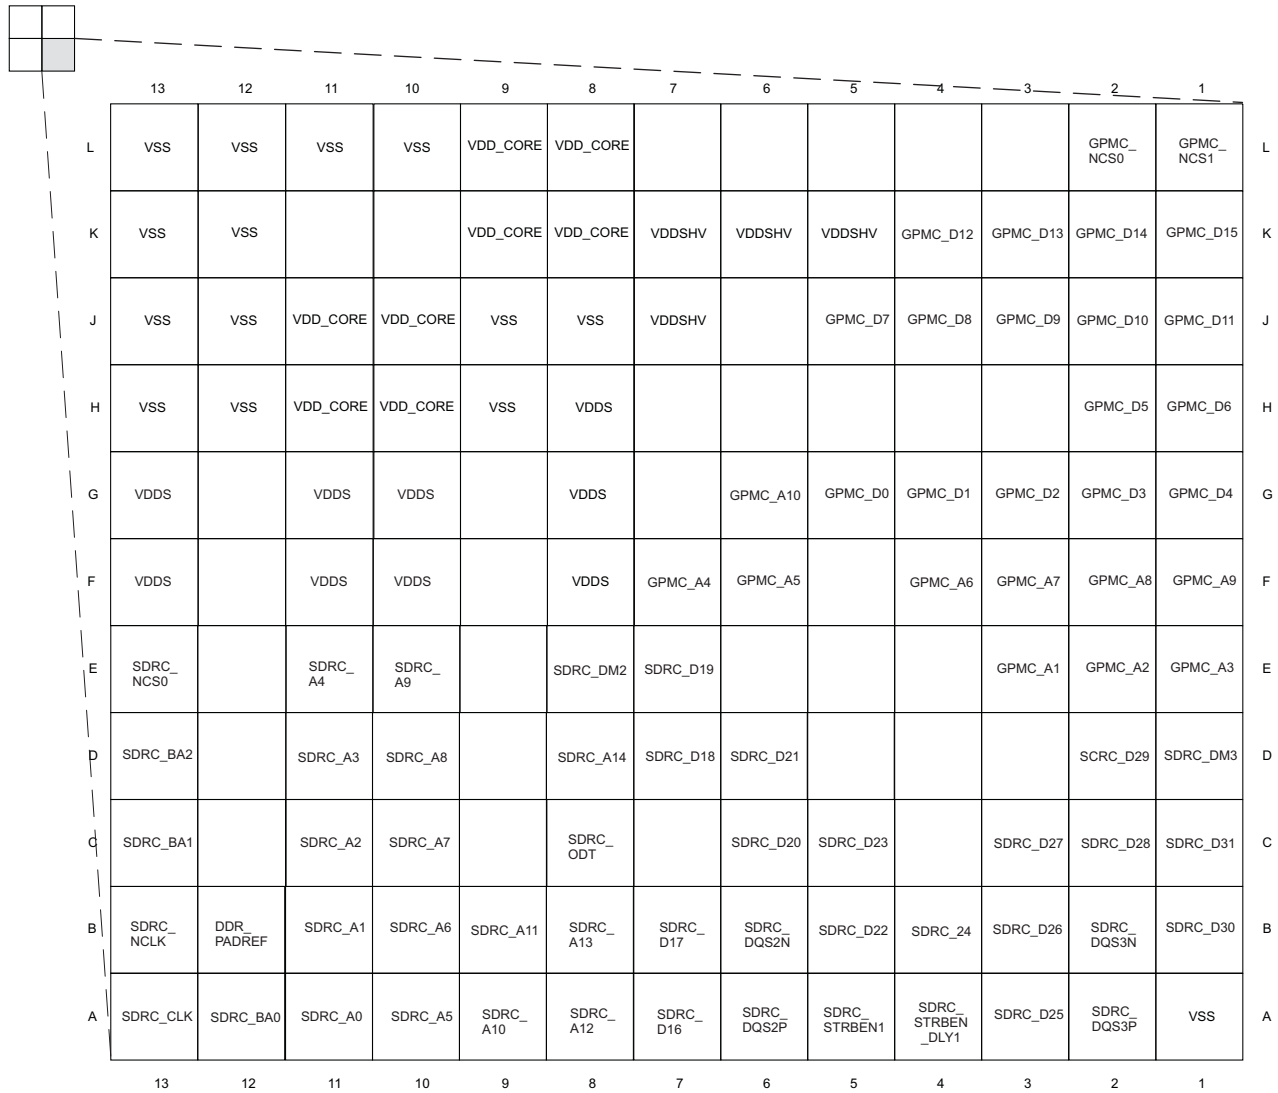 13 12 11 10 9 8 7 6 5 4 3 2 1
L VSS VSS VSS VSS VDD_CORE VDD_CORE GPMC_ GPMC_ L
NCS0 NCS1
K VSS VSS VDD_CORE VDD_CORE VDDSHV VDDSHV VDDSHV GPMC_D12 GPMC_D13 GPMC_D14 GPMC_D15 K
J VSS VSS VDD_CORE VDD_CORE VSS VSS VDDSHV GPMC_D7 GPMC_D8 GPMC_D9 GPMC_D10 GPMC_D11 J
H VSS VSS VDD_CORE VDD_CORE VSS VDDS GPMC_D5 GPMC_D6 H
G VDDS VDDS VDDS VDDS GPMC_A10 GPMC_D0 GPMC_D1 GPMC_D2 GPMC_D3 GPMC_D4 G
F VDDS VDDS VDDS VDDS GPMC_A4 GPMC_A5 GPMC_A6 GPMC_A7 GPMC_A8 GPMC_A9 F
E SDRC_ SDRC_ SDRC_ SDRC_DM2 SDRC_D19 GPMC_A1 GPMC_A2 GPMC_A3 E
NCS0 A4 A9
D SDRC_BA2 SDRC_A3 SDRC_A8 SDRC_A14 SDRC_D18 SDRC_D21 SCRC_D29 SDRC_DM3 D
C SDRC_BA1 SDRC_A2 SDRC_A7 SDRC_ SDRC_D20 SDRC_D23 SDRC_D27 SDRC_D28 SDRC_D31 C
ODT
B SDRC_ DDR_ SDRC_A1 SDRC_A6 SDRC_A11 SDRC_ SDRC_ SDRC_ SDRC_D22 SDRC_24 SDRC_D26 SDRC_ SDRC_D30 B
NCLK PADREF A13 D17 DQS2N DQS3N
A SDRC_CLK SDRC_BA0 SDRC_A0 SDRC_A5 SDRC_ SDRC_ SDRC_ SDRC_ SDRC_ SDRC_ SDRC_D25 SDRC_ VSS A
A10 A12 D16 DQS2P STRBEN1 STRBEN DQS3P
_DLY1
13 12 11 10 9 8 7 6 5 4 3 2 1